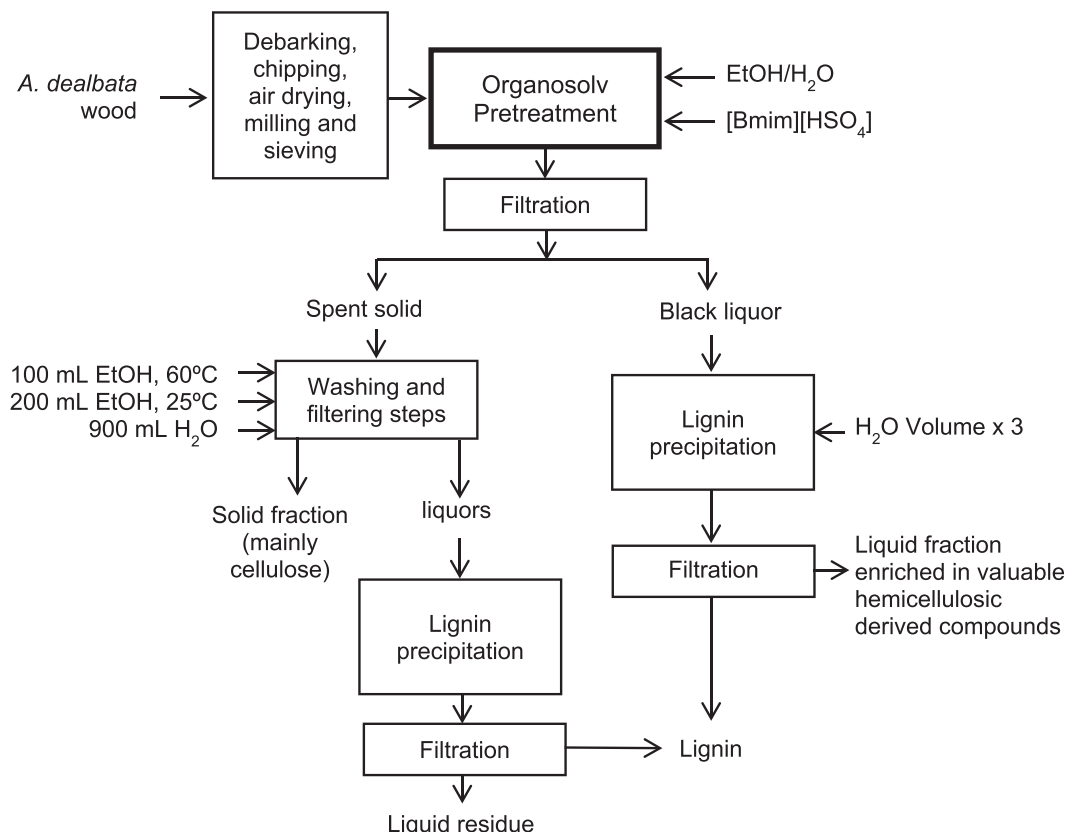 A. dealbata
wood
Debarking,
chipping,
air drying,
milling and
sieving
Organosolv
Pretreatment
EtOH/H₂O
[Bmim][HSO₄]
Filtration
Spent solid
Black liquor
100 mL EtOH, 60ºC
200 mL EtOH, 25ºC
900 mL H₂O
Washing and
filtering steps
Lignin
precipitation
H₂O Volume x 3
Solid fraction
(mainly
cellulose)
liquors
Filtration
Liquid fraction
enriched in valuable
hemicellulosic
derived compounds
Lignin
precipitation
Filtration
Lignin
Liquid residue